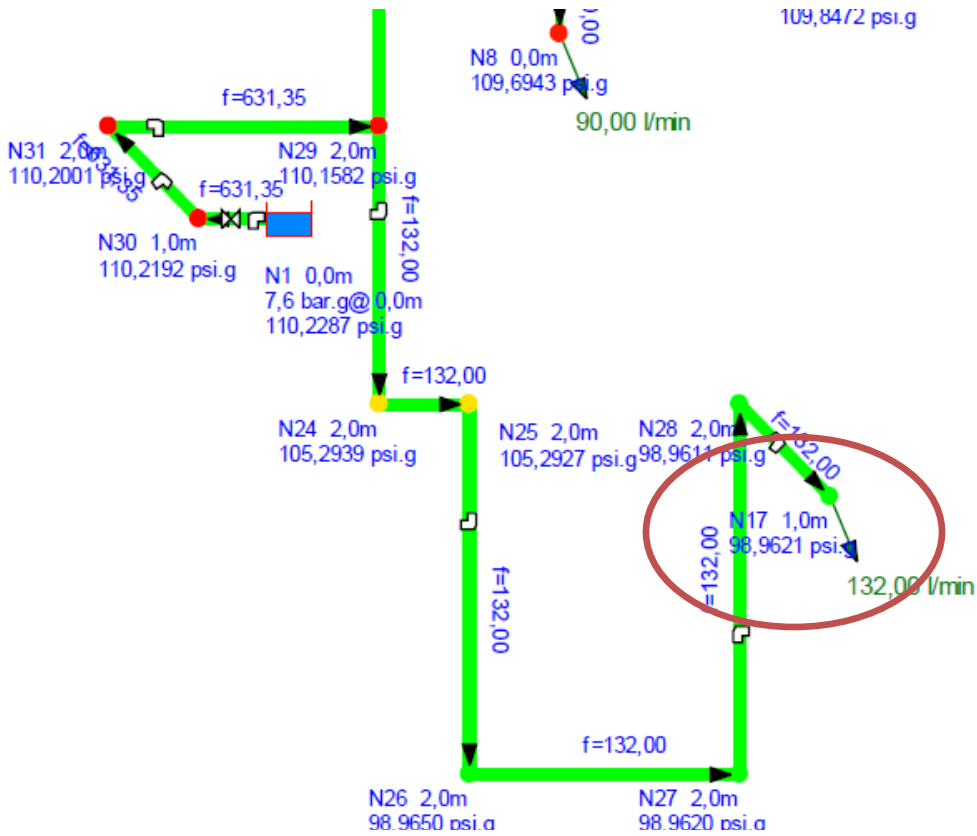 109,8472 psi.g
N8 0,0m
109,6943 psi.g
90,00 l/min
f=631,35
N31 2,0m
110,2001 psi.g
f=631,35
N29 2,0m
110,1582 psi.g
f=631,35
f=132,00
N30 1,0m
110,2192 psi.g
N1 0,0m
7,6 bar.g@ 0,0m
110,2287 psi.g
f=132,00
N24 2,0m
105,2939 psi.g
N25 2,0m
105,2927 psi.g
N28 2,0m
98,9611 psi.g
f=132,00
N17 1,0m
98,9621 psi.g
132,00 l/min
f=132,00
f=132,00
f=132,00
N26 2,0m
98,9650 psi.g
N27 2,0m
98,9620 psi.g